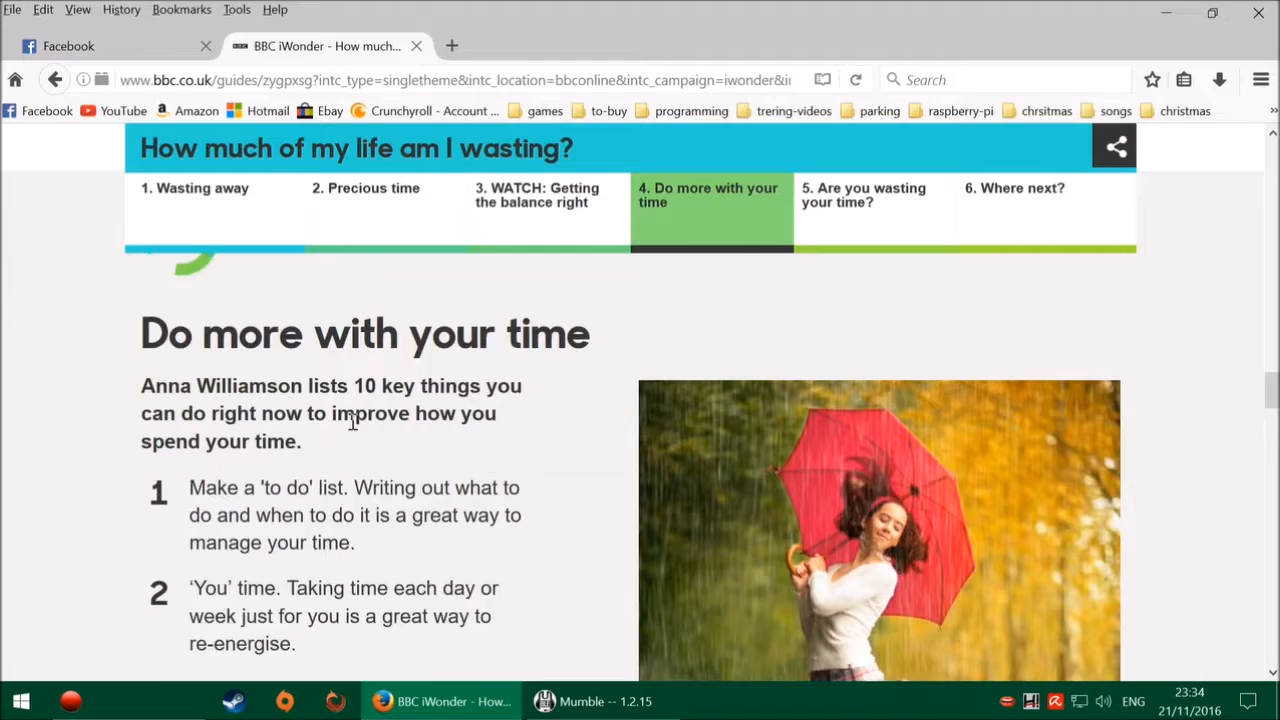 File Edit View History Bookmarks Tools Help
Facebook BBC iWonder - How much...
www.bbc.co.uk/guides/zygpxsg?intc_type=singletheme&intc_location=bbconline&intc_campaign=iwonder&in Search
Facebook YouTube Amazon Hotmail Ebay Crunchyroll - Account ... games to-buy programming trering-videos parking raspberry-pi chrsitmas songs christmas
How much of my life am I wasting?
1. Wasting away 2. Precious time 3. WATCH: Getting 4. Do more with your 5. Are you wasting 6. Where next?
the balance right time your time?
Do more with your time
Anna Williamson lists 10 key things you
can do right now to improve how you
spend your time.
1 Make a 'to do' list. Writing out what to
do and when to do it is a great way to
manage your time.
2 ‘You’ time. Taking time each day or
week just for you is a great way to
re-energise.
BBC iWonder - How... Mumble -- 1.2.15 ENG 23:34
21/11/2016